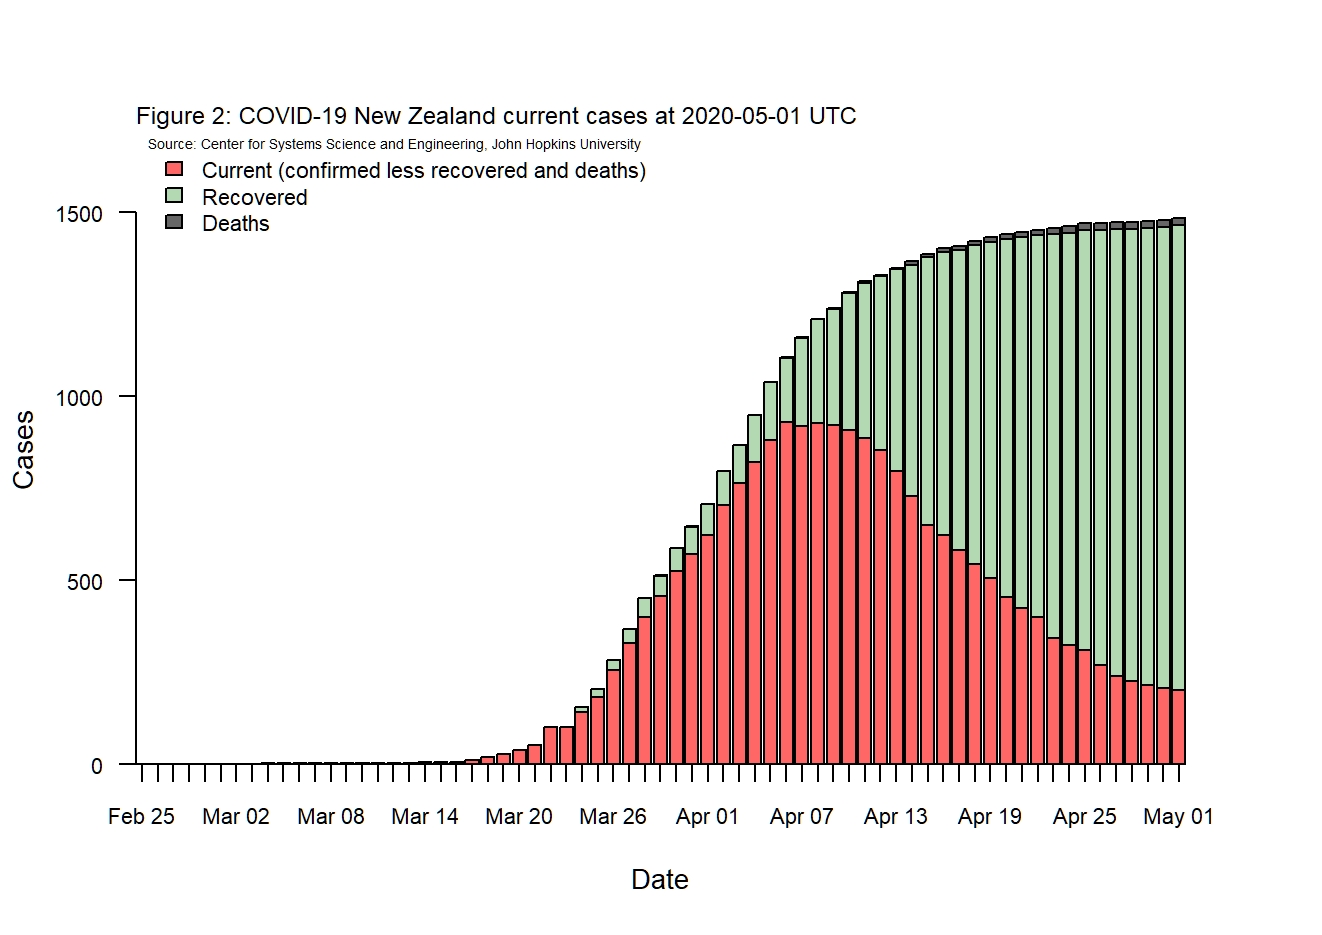 Figure 2: COVID-19 New Zealand current cases at 2020-05-01 UTC
Source: Center for Systems Science and Engineering, John Hopkins University
Current (confirmed less recovered and deaths)
Recovered
Deaths
1500
1000
500
0
Cases
Feb 25 Mar 02 Mar 08 Mar 14 Mar 20 Mar 26 Apr 01 Apr 07 Apr 13 Apr 19 Apr 25 May 01
Date